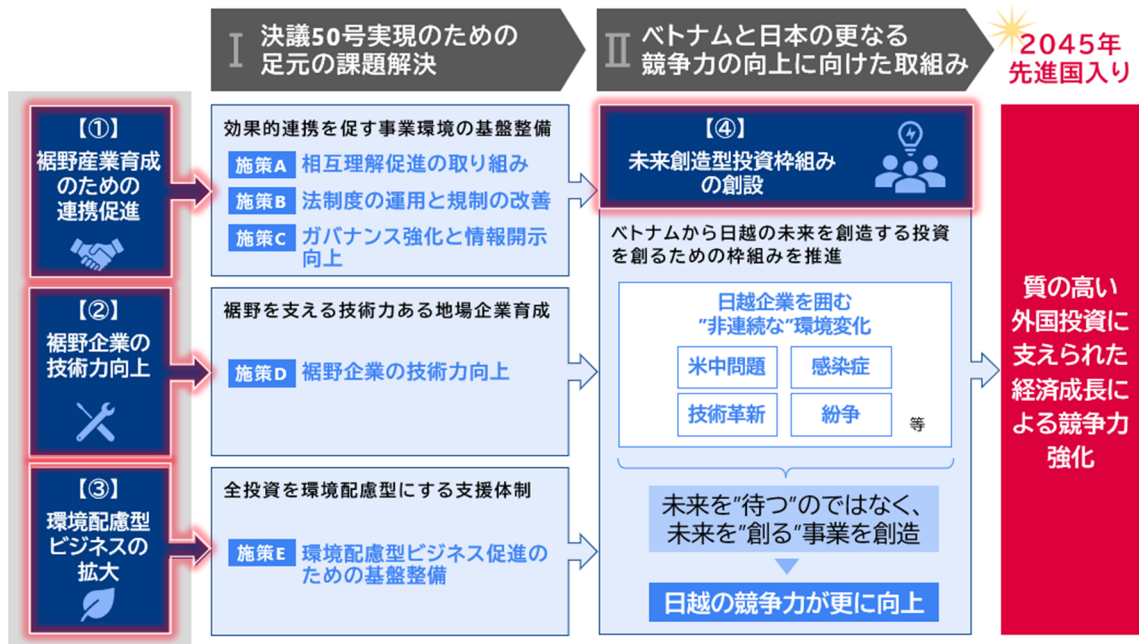 Ⅰ
決議50号実現のための
足元の課題解決
Ⅱ
ベトナムと日本の更なる
競争力の向上に向けた取組み
2045年
先進国入り
【①】
裾野産業育成
のための
連携促進
効果的連携を促す事業環境の基盤整備
施策A 相互理解促進の取り組み
施策B 法制度の運用と規制の改善
施策C ガバナンス強化と情報開示
向上
【②】
裾野企業の
技術力向上
裾野を支える技術力ある地場企業育成
施策D 裾野企業の技術力向上
【③】
環境配慮型
ビジネスの
拡大
全投資を環境配慮型にする支援体制
施策E 環境配慮型ビジネス促進の
ための基盤整備
【④】
未来創造型投資枠組み
の創設
ベトナムから日越の未来を創造する投資
を創るための枠組みを推進
日越企業を囲む
”非連続な”環境変化
米中問題 感染症
技術革新 紛争
等
未来を”待つ”のではなく、
未来を”創る”事業を創造
日越の競争力が更に向上
質の高い
外国投資に
支えられた
経済成長に
よる競争力
強化